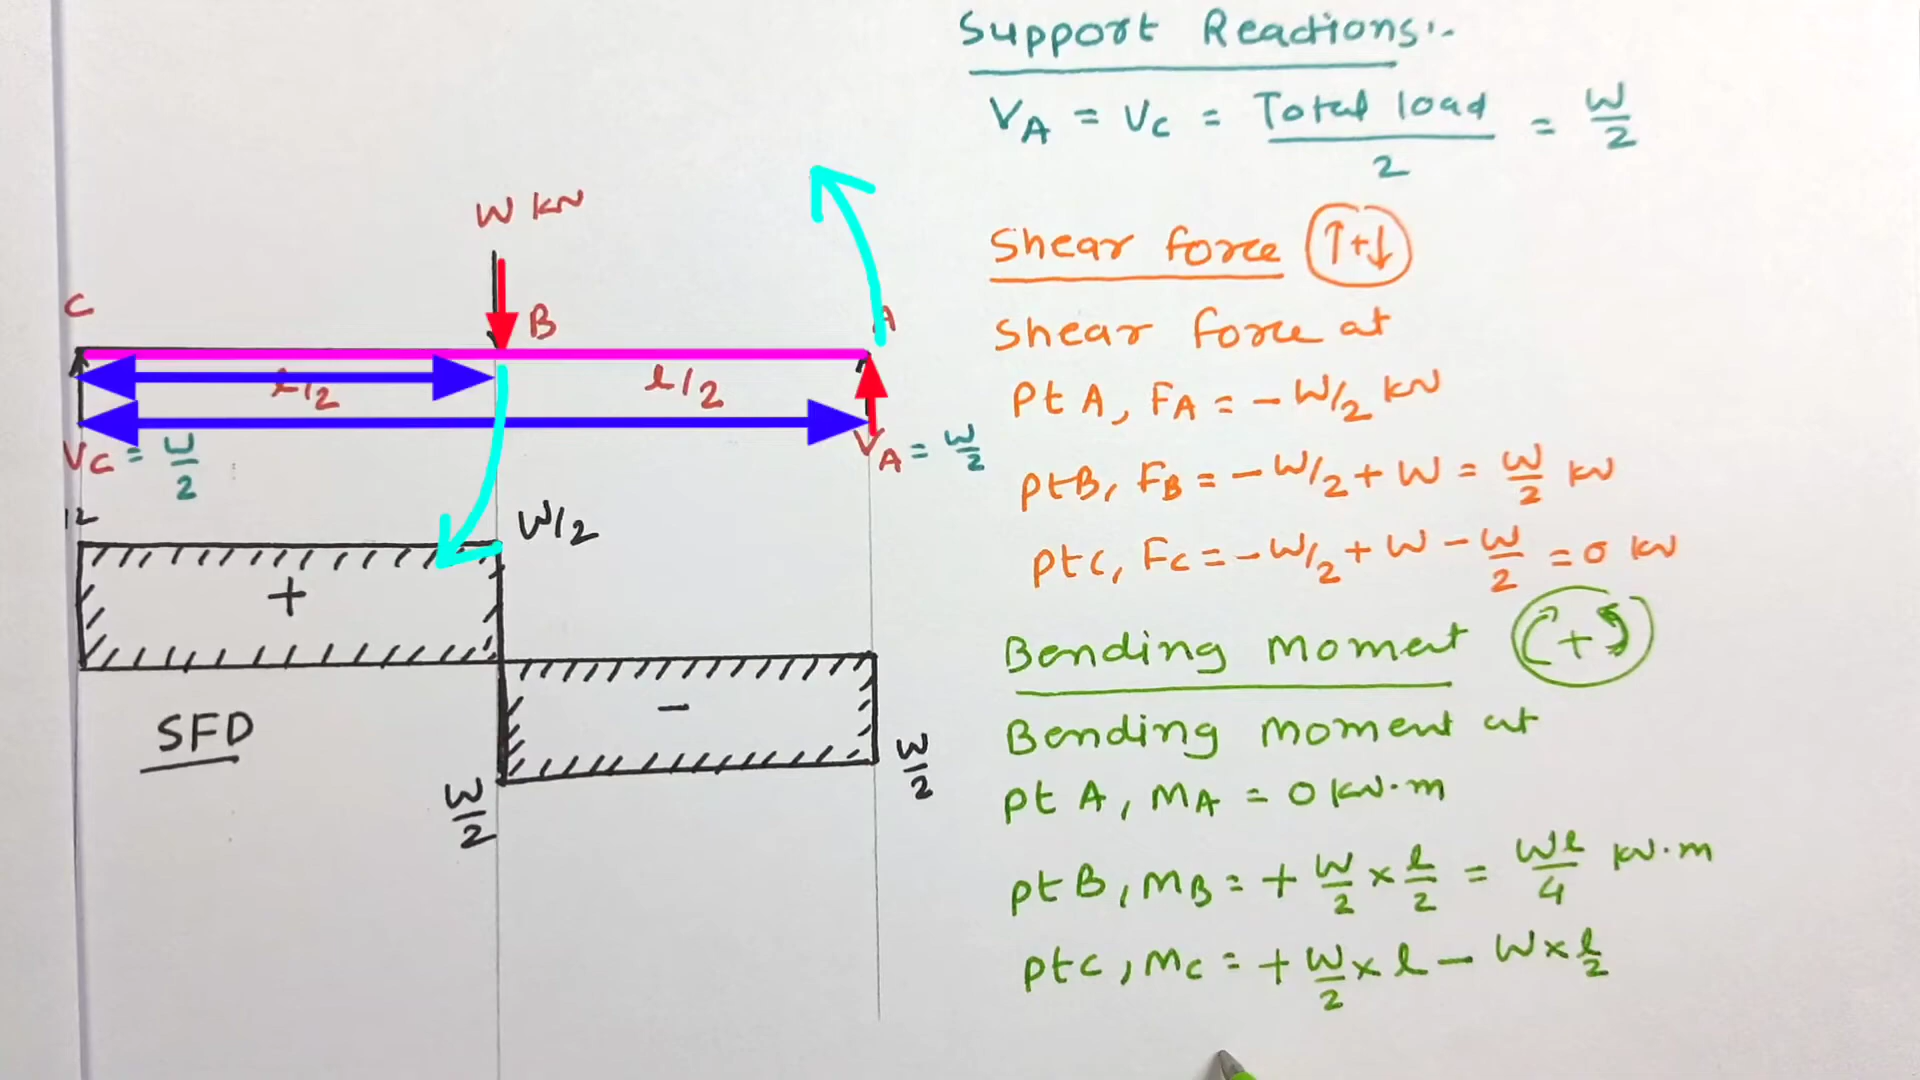 Support Reactions:-
VA = VC = Total load / 2 = W/2
W kN
Shear force ↑+↓
C
B
A
Shear force at
l/2
l/2
Pt A, FA = - W/2 kN
VC = W/2
VA = W/2
pt B, FB = - W/2 + W = W/2 kN
W/2
pt C, FC = - W/2 + W - W/2 = 0 kN
+
Bending moment (+)
SFD
-
Bending moment at
W/2
W/2
pt A, MA = 0 kN.m
pt B, MB = + W/2 x l/2 = Wl/4 kN.m
pt C, MC = + W/2 x l - W x l/2